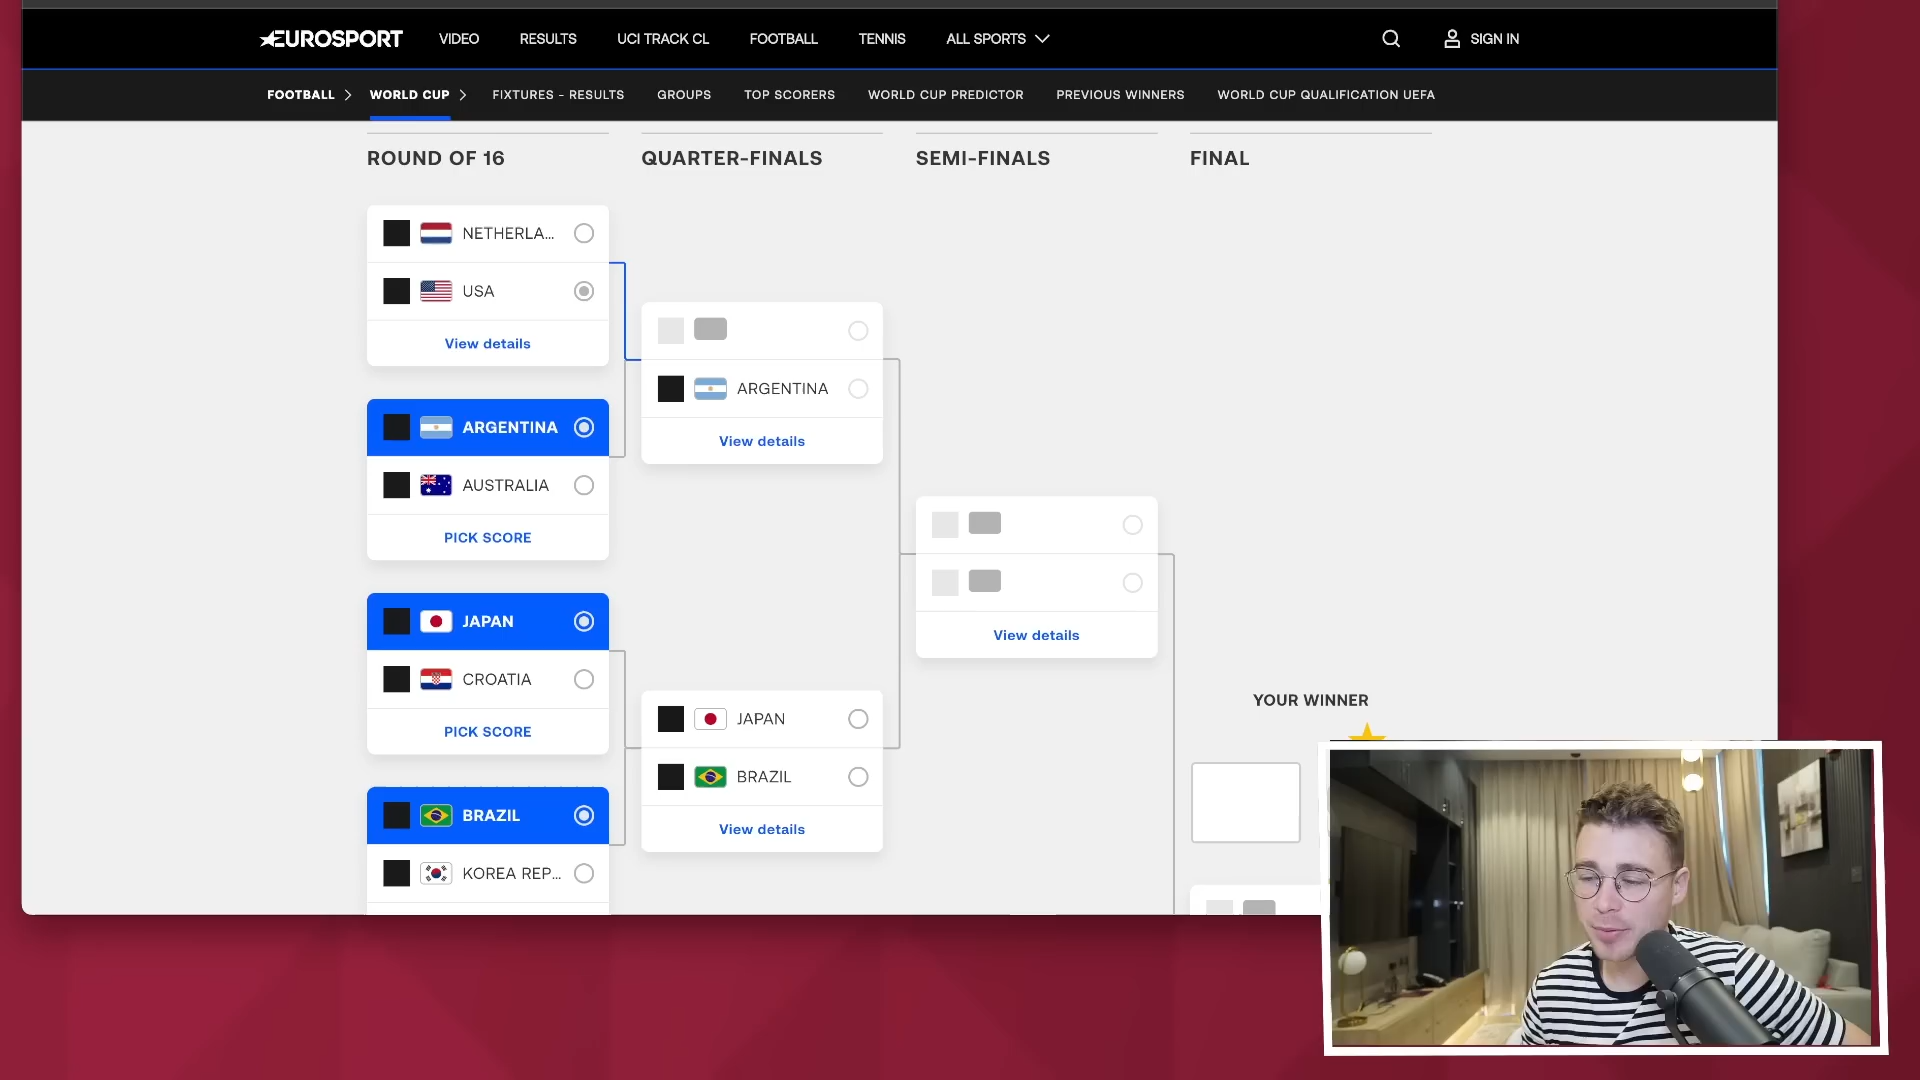 EUROSPORT VIDEO RESULTS UCI TRACK CL FOOTBALL TENNIS ALL SPORTS SIGN IN
FOOTBALL WORLD CUP FIXTURES - RESULTS GROUPS TOP SCORERS WORLD CUP PREDICTOR PREVIOUS WINNERS WORLD CUP QUALIFICATION UEFA
ROUND OF 16 QUARTER-FINALS SEMI-FINALS FINAL
NETHERLA...
USA
View details
ARGENTINA
AUSTRALIA
PICK SCORE
JAPAN
CROATIA
PICK SCORE
BRAZIL
KOREA REP...
ARGENTINA
View details
JAPAN
BRAZIL
View details
View details
YOUR WINNER